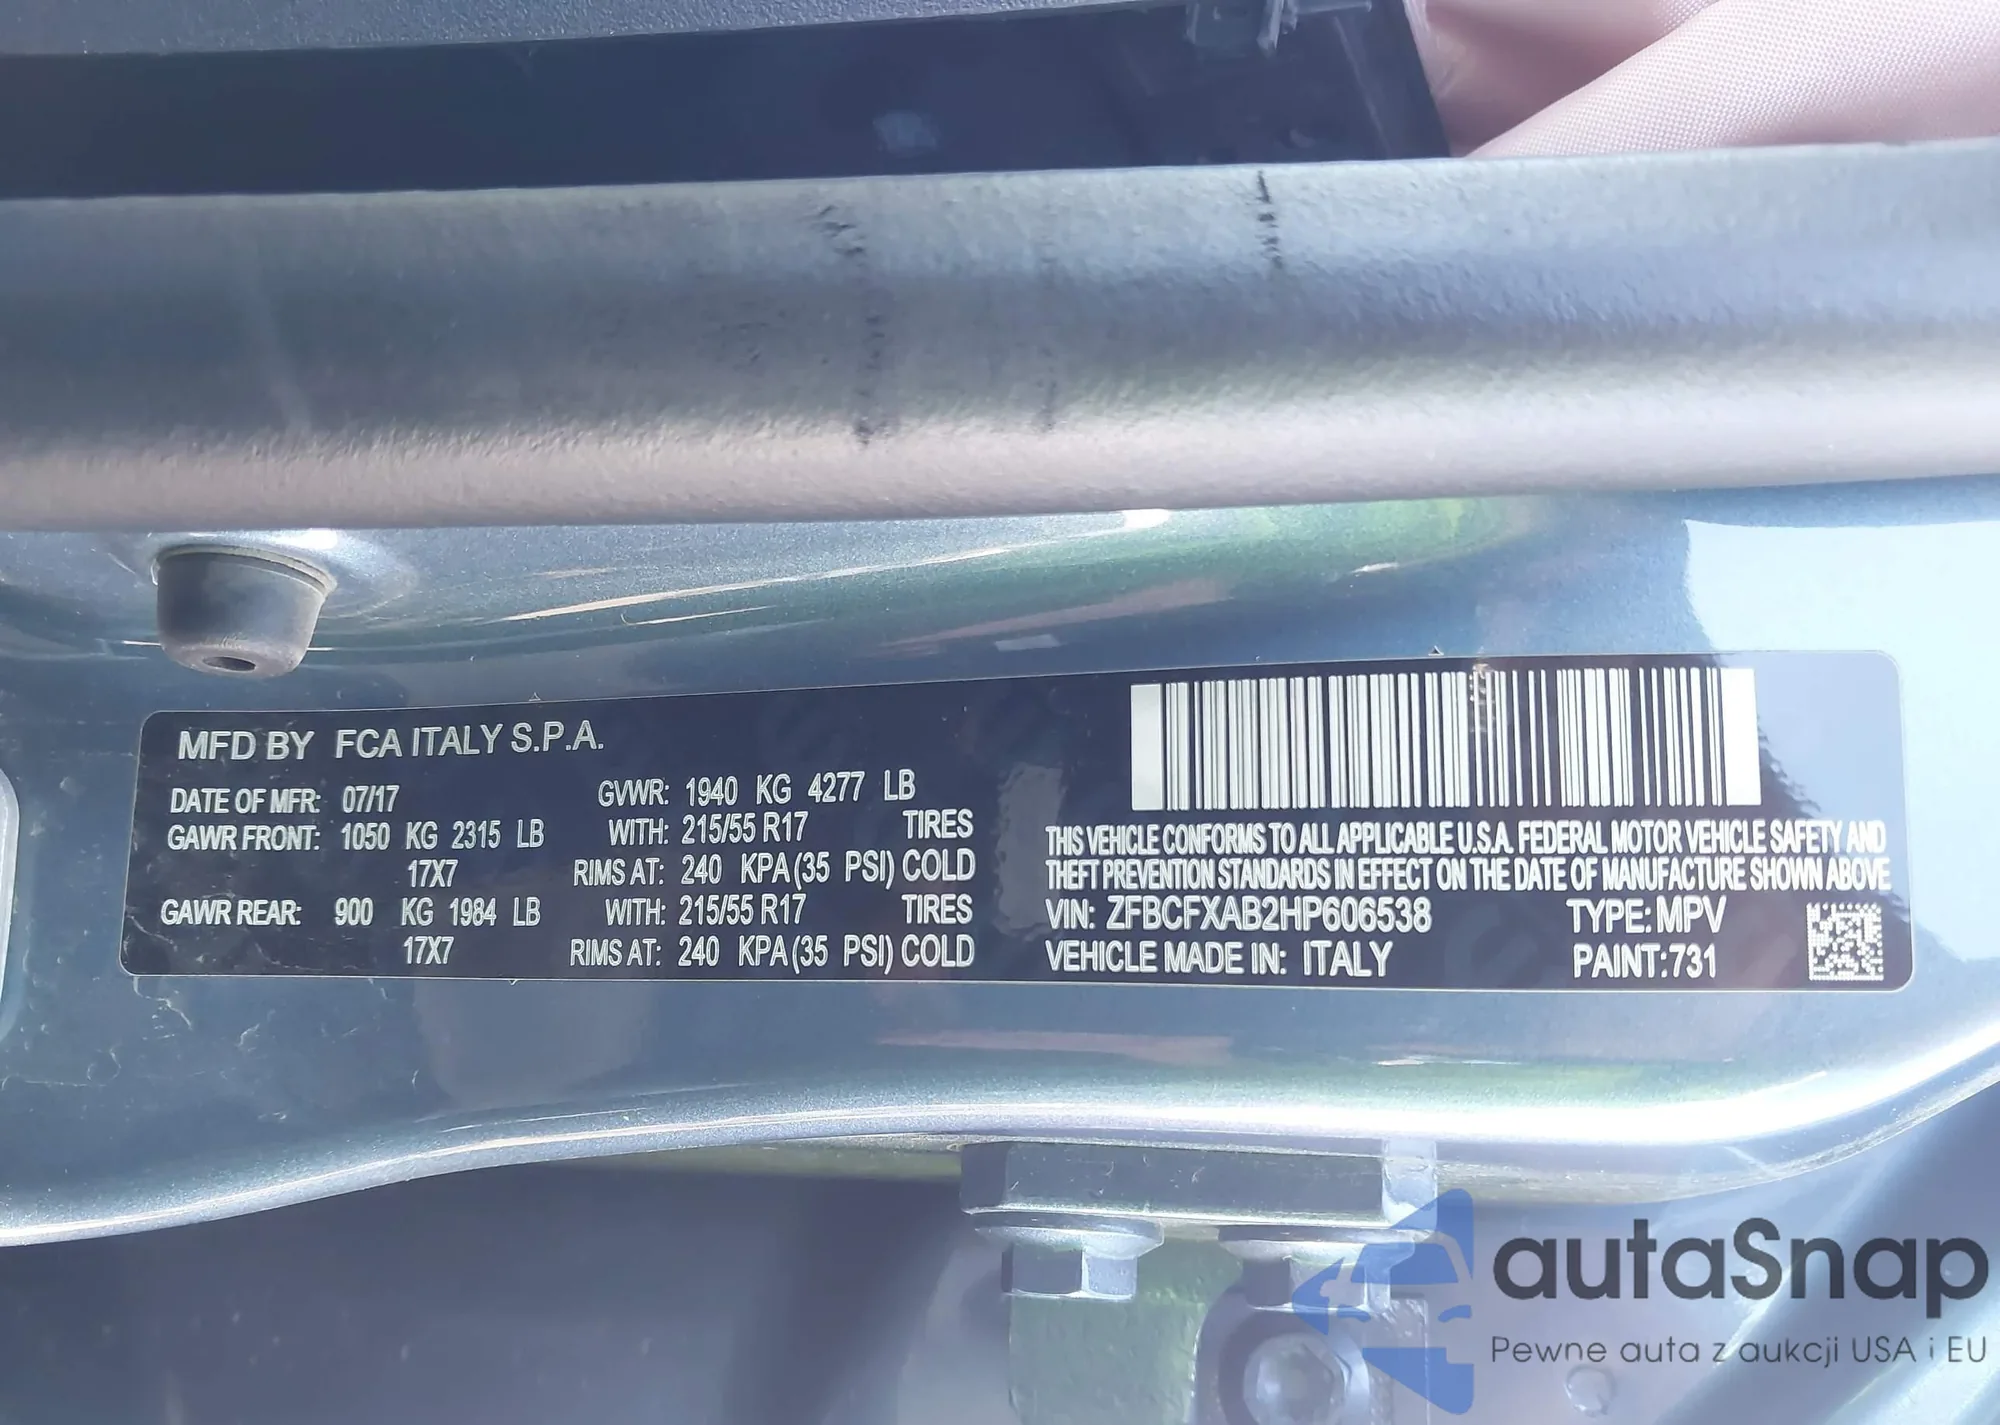 MFD BY FCA ITALY S.P.A.
DATE OF MFR: 07/17 GVWR: 1940 KG 4277 LB
GAWR FRONT: 1050 KG 2315 LB WITH: 215/55 R17 TIRES
17X7 RIMS AT: 240 KPA(35 PSI) COLD
GAWR REAR: 900 KG 1984 LB WITH: 215/55 R17 TIRES
17X7 RIMS AT: 240 KPA(35 PSI) COLD
THIS VEHICLE CONFORMS TO ALL APPLICABLE U.S.A. FEDERAL MOTOR VEHICLE SAFETY AND
THEFT PREVENTION STANDARDS IN EFFECT ON THE DATE OF MANUFACTURE SHOWN ABOVE
VIN: ZFBCFXAB2HP606538 TYPE: MPV
VEHICLE MADE IN: ITALY PAINT:731
autaSnap
Pewne auta z aukcji USA i EU